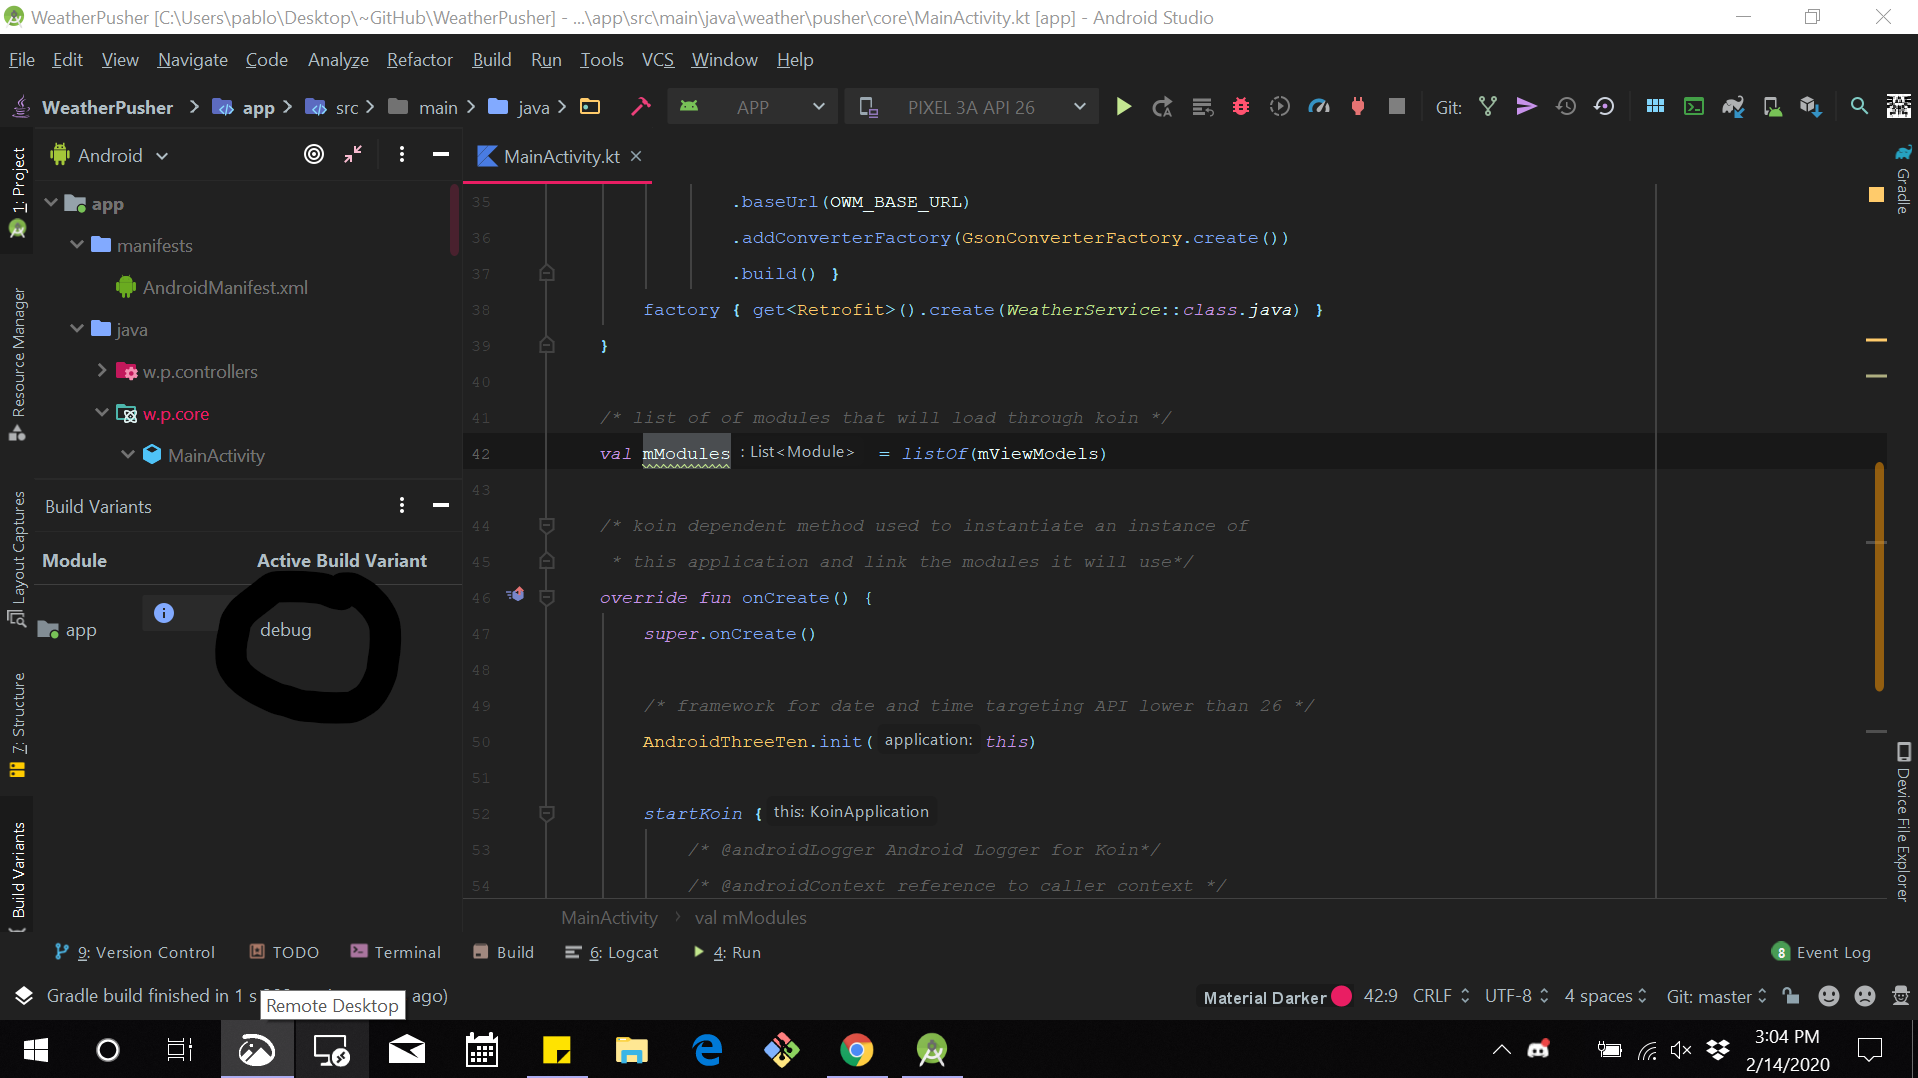 WeatherPusher [C:\Users\pablo\Desktop\~GitHub\WeatherPusher] - ...\app\src\main\java\weather\pusher\core\MainActivity.kt [app] - Android Studio
File Edit View Navigate Code Analyze Refactor Build Run Tools VCS Window Help
WeatherPusher app src main java APP PIXEL 3A API 26 Git:
1: Project
Resource Manager
Layout Captures
7: Structure
Build Variants
Android
app
manifests
AndroidManifest.xml
java
w.p.controllers
w.p.core
MainActivity
Build Variants
Module Active Build Variant
app debug
MainActivity.kt
35 .baseUrl(OWM_BASE_URL)
36 .addConverterFactory(GsonConverterFactory.create())
37 .build() }
38 factory { get<Retrofit>().create(WeatherService::class.java) }
39 }
40
41 /* list of of modules that will load through koin */
42 val mModules : List<Module> = listOf(mViewModels)
43
44 /* koin dependent method used to instantiate an instance of
45 * this application and link the modules it will use*/
46 override fun onCreate() {
47 super.onCreate()
48
49 /* framework for date and time targeting API lower than 26 */
50 AndroidThreeTen.init( application: this)
51
52 startKoin { this: KoinApplication
53 /* @androidLogger Android Logger for Koin*/
54 /* @androidContext reference to caller context */
MainActivity val mModules
Gradle
Device File Explorer
9: Version Control TODO Terminal Build 6: Logcat 4: Run 8 Event Log
Gradle build finished in 1 s ago) Material Darker 42:9 CRLF UTF-8 4 spaces Git: master
Remote Desktop
3:04 PM
2/14/2020